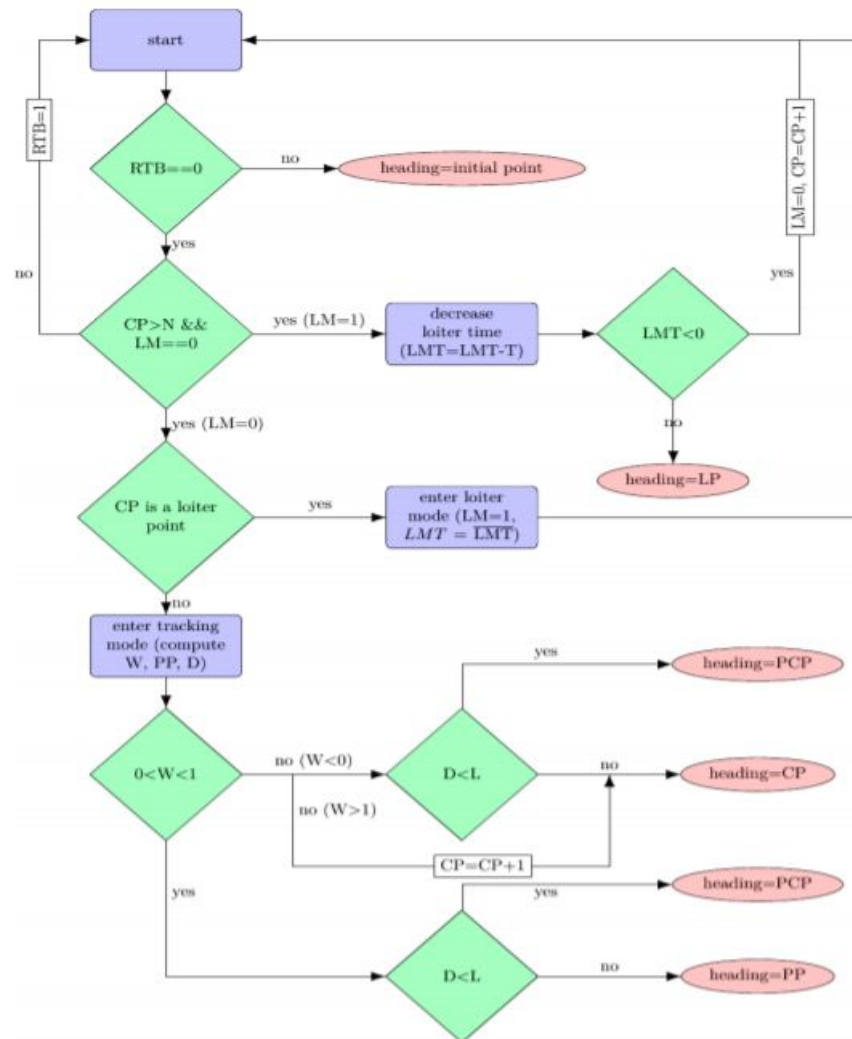 start
RTB=1
LM=0, CP=CP+1
RTB==0
no
heading=initial point
yes
no
yes
CP>N &&
LM==0
yes (LM=1)
decrease
loiter time
(LMT=LMT-T)
LMT<0
yes (LM=0)
no
heading=LP
CP is a loiter
point
yes
enter loiter
mode (LM=1,
LMT = L̅M̅T̅)
no
enter tracking
mode (compute
W, PP, D)
yes
heading=PCP
0<W<1
no (W<0)
D<L
no
heading=CP
no (W>1)
CP=CP+1
yes
yes
heading=PCP
D<L
no
heading=PP